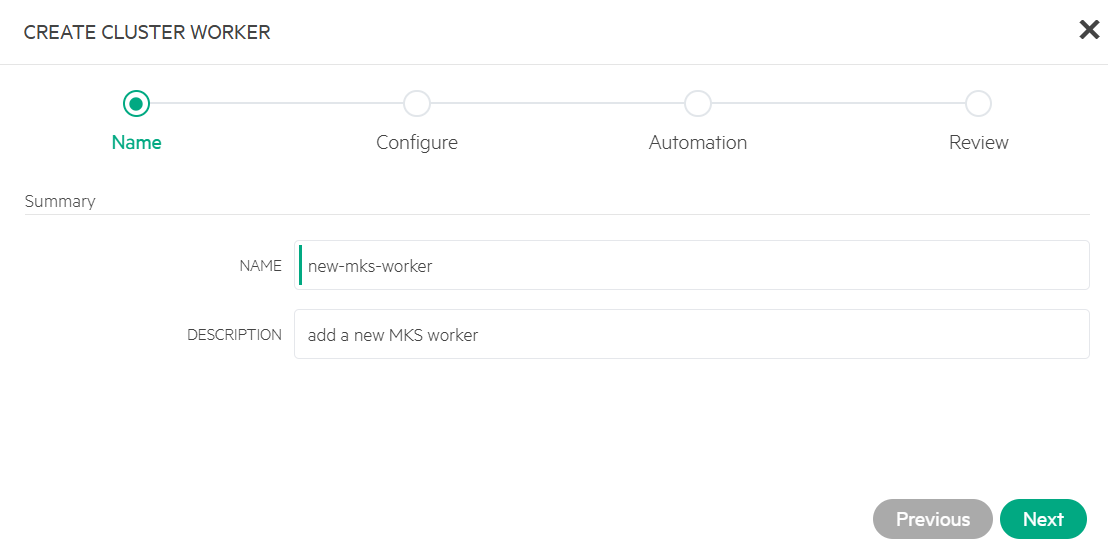 CREATE CLUSTER WORKER
Name Configure Automation Review
Summary
NAME new-mks-worker
DESCRIPTION add a new MKS worker
Previous Next